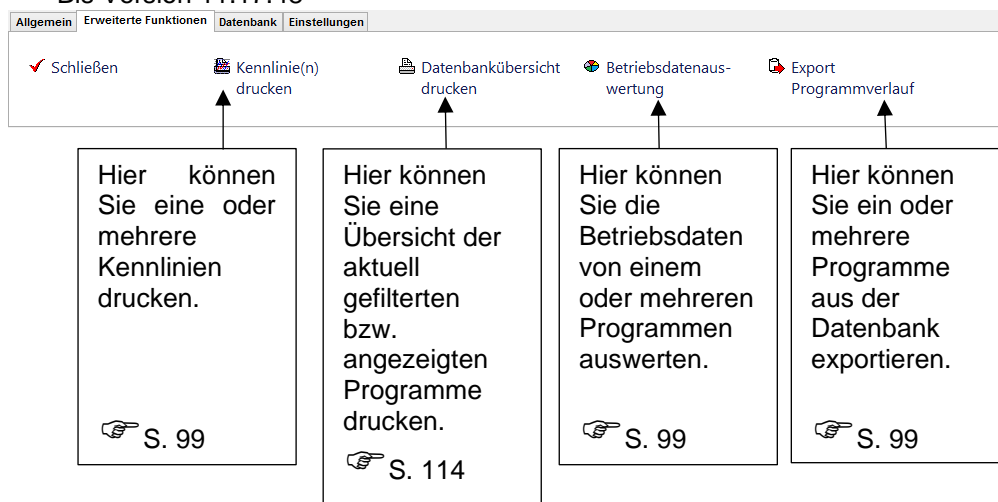 Allgemein Erweiterte Funktionen Datenbank Einstellungen
Schließen
Kennlinie(n)
drucken
Datenbankübersicht
drucken
Betriebsdatenaus-
wertung
Export
Programmverlauf
Hier können
Sie eine oder
mehrere
Kennlinien
drucken.
☞ S. 99
Hier können
Sie eine
Übersicht der
aktuell
gefilterten
bzw.
angezeigten
Programme
drucken.
☞ S. 114
Hier können
Sie die
Betriebsdaten
von einem
oder mehreren
Programmen
auswerten.
☞ S. 99
Hier können
Sie ein oder
mehrere
Programme
aus der
Datenbank
exportieren.
☞ S. 99